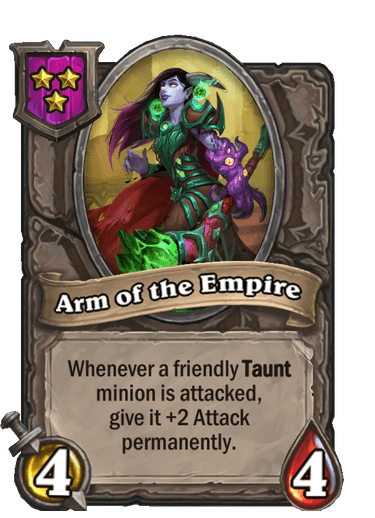 Arm of the Empire
Whenever a friendly Taunt
minion is attacked,
give it +2 Attack
permanently.
4
4